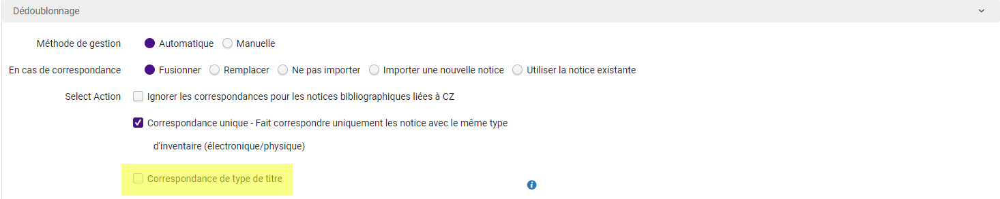 Dédoublonnage
Méthode de gestion Automatique Manuelle
En cas de correspondance Fusionner Remplacer Ne pas importer Importer une nouvelle notice Utiliser la notice existante
Select Action Ignorer les correspondances pour les notices bibliographiques liées à CZ
Correspondance unique - Fait correspondre uniquement les notice avec le même type
d'inventaire (électronique/physique)
Correspondance de type de titre